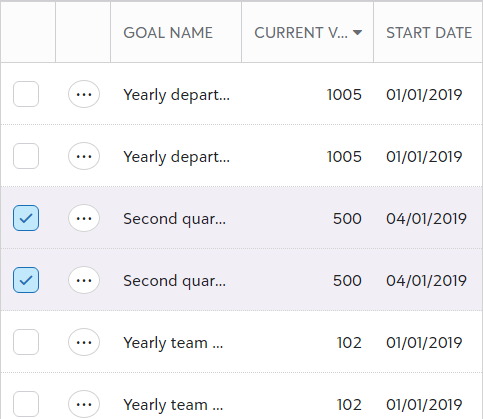 GOAL NAME CURRENT V... START DATE
Yearly depart... 1005 01/01/2019
Yearly depart... 1005 01/01/2019
Second quar... 500 04/01/2019
Second quar... 500 04/01/2019
Yearly team ... 102 01/01/2019
Yearly team ... 102 01/01/2019